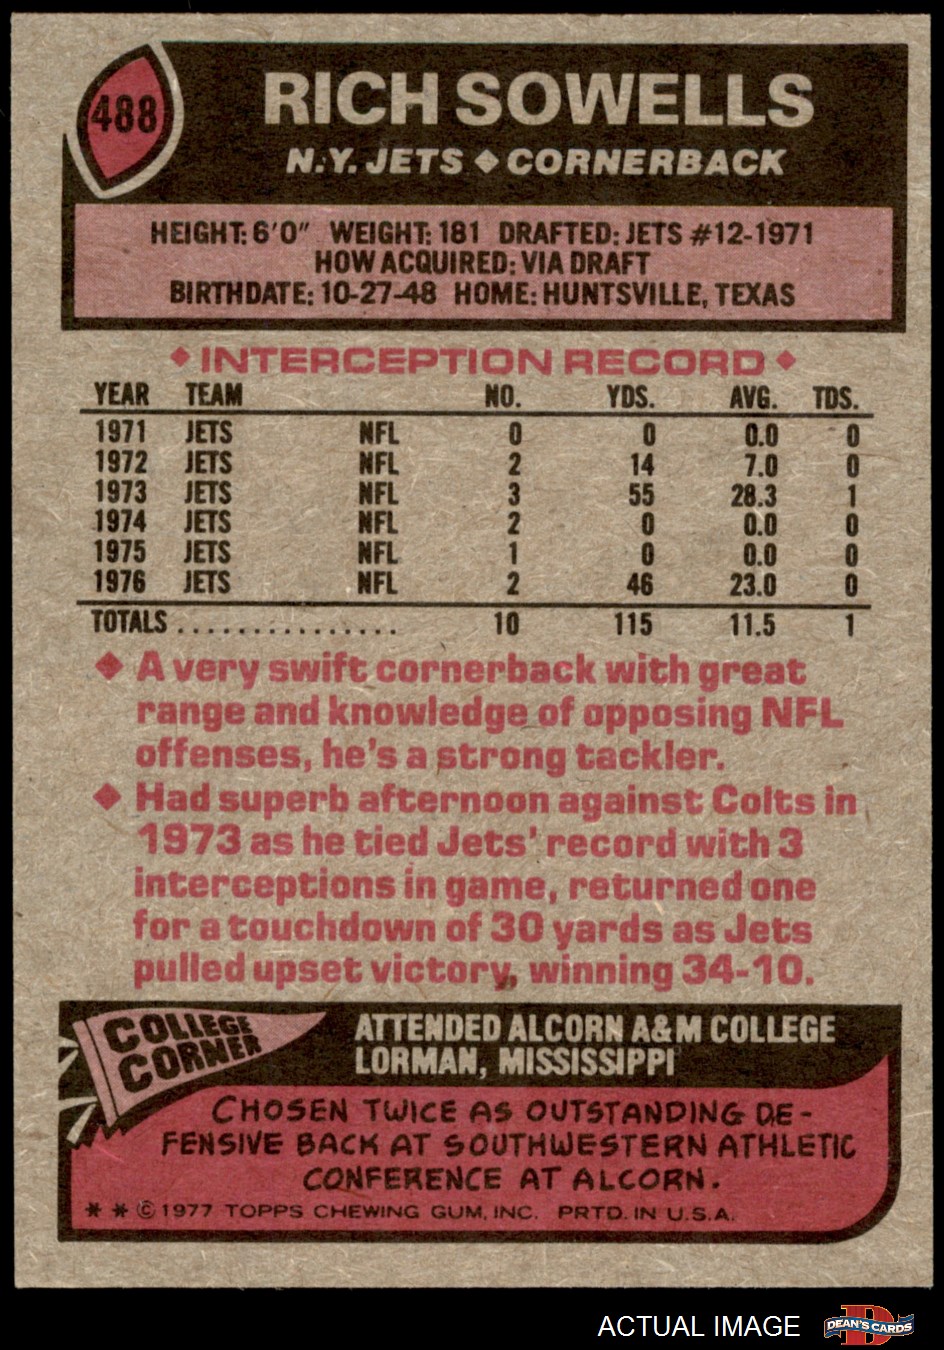 488
RICH SOWELLS
N.Y. JETS ◆ CORNERBACK
HEIGHT: 6'0" WEIGHT: 181 DRAFTED: JETS #12-1971
HOW ACQUIRED: VIA DRAFT
BIRTHDATE: 10-27-48 HOME: HUNTSVILLE, TEXAS
◆ INTERCEPTION RECORD ◆
YEAR TEAM NO. YDS. AVG. TDS.
1971 JETS NFL 0 0 0.0 0
1972 JETS NFL 2 14 7.0 0
1973 JETS NFL 3 55 28.3 1
1974 JETS NFL 2 0 0.0 0
1975 JETS NFL 1 0 0.0 0
1976 JETS NFL 2 46 23.0 0
TOTALS ............... 10 115 11.5 1
◆ A very swift cornerback with great
range and knowledge of opposing NFL
offenses, he's a strong tackler.
◆ Had superb afternoon against Colts in
1973 as he tied Jets' record with 3
interceptions in game, returned one
for a touchdown of 30 yards as Jets
pulled upset victory, winning 34-10.
COLLEGE
CORNER
ATTENDED ALCORN A&M COLLEGE
LORMAN, MISSISSIPPI
CHOSEN TWICE AS OUTSTANDING DE-
FENSIVE BACK AT SOUTHWESTERN ATHLETIC
CONFERENCE AT ALCORN.
* * © 1977 TOPPS CHEWING GUM, INC. PRTD. IN U.S.A.
ACTUAL IMAGE
D
DEAN'S CARDS